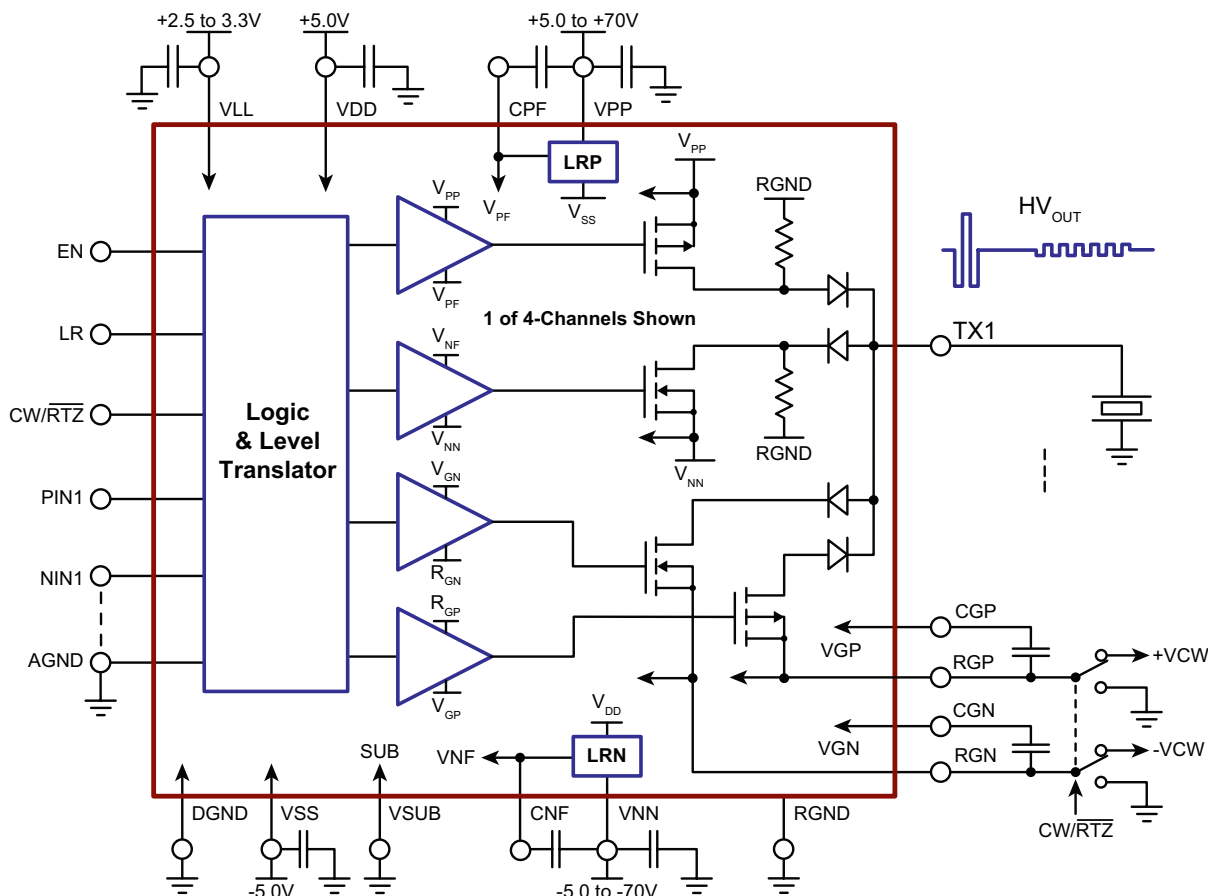 +2.5 to 3.3V
+5.0V
+5.0 to +70V
VLL
VDD
CPF
VPP
LRP
VPP
VPF
VSS
RGND
HVOUT
EN
LR
CW/RTZ
PIN1
NIN1
AGND
Logic
& Level
Translator
VPP
VPF
1 of 4-Channels Shown
VNF
VNN
VGN
RGN
RGP
VGP
TX1
RGND
VNN
CGP
VGP
RGP
+VCW
CGN
VGN
RGN
-VCW
CW/RTZ
VDD
LRN
VNF
SUB
DGND
VSS
VSUB
CNF
VNN
RGND
-5.0V
-5.0 to -70V